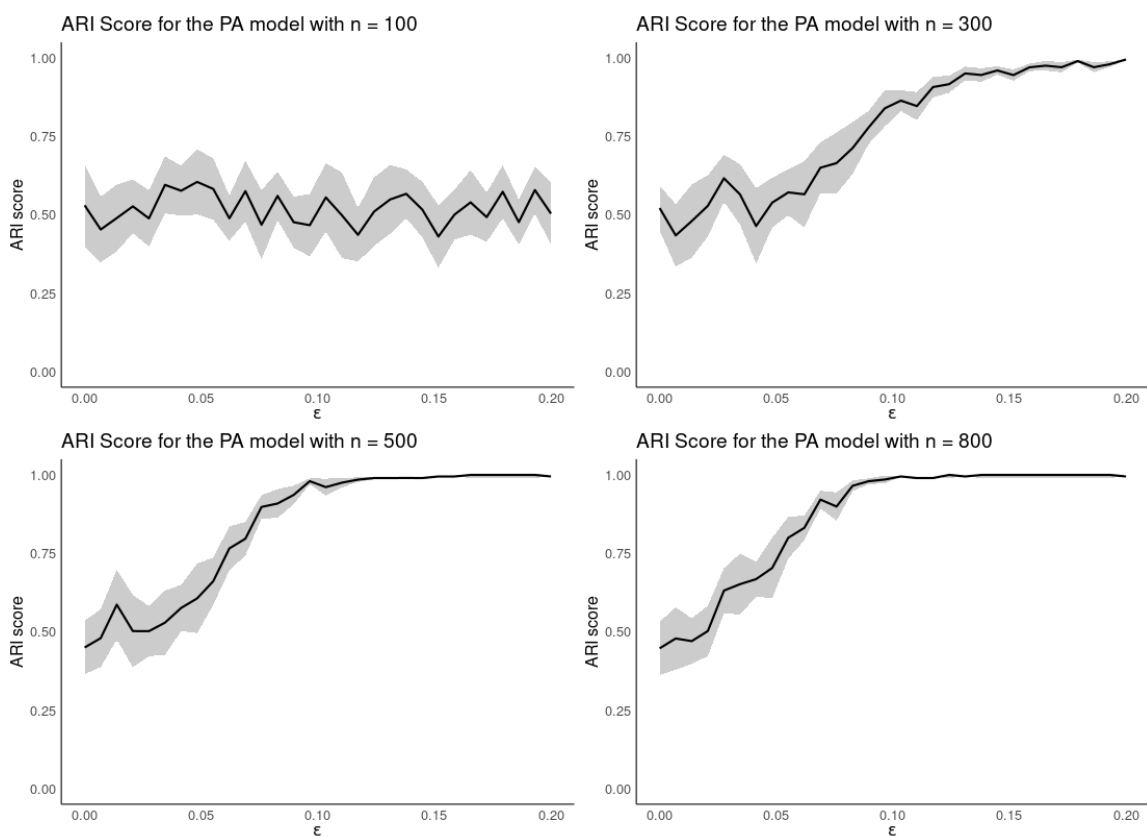 ARI Score for the PA model with n = 100
1.00
0.75
0.50
0.25
0.00
ARI score
0.00 0.05 0.10 0.15 0.20
ε
ARI Score for the PA model with n = 300
1.00
0.75
0.50
0.25
0.00
ARI score
0.00 0.05 0.10 0.15 0.20
ε
ARI Score for the PA model with n = 500
1.00
0.75
0.50
0.25
0.00
ARI score
0.00 0.05 0.10 0.15 0.20
ε
ARI Score for the PA model with n = 800
1.00
0.75
0.50
0.25
0.00
ARI score
0.00 0.05 0.10 0.15 0.20
ε